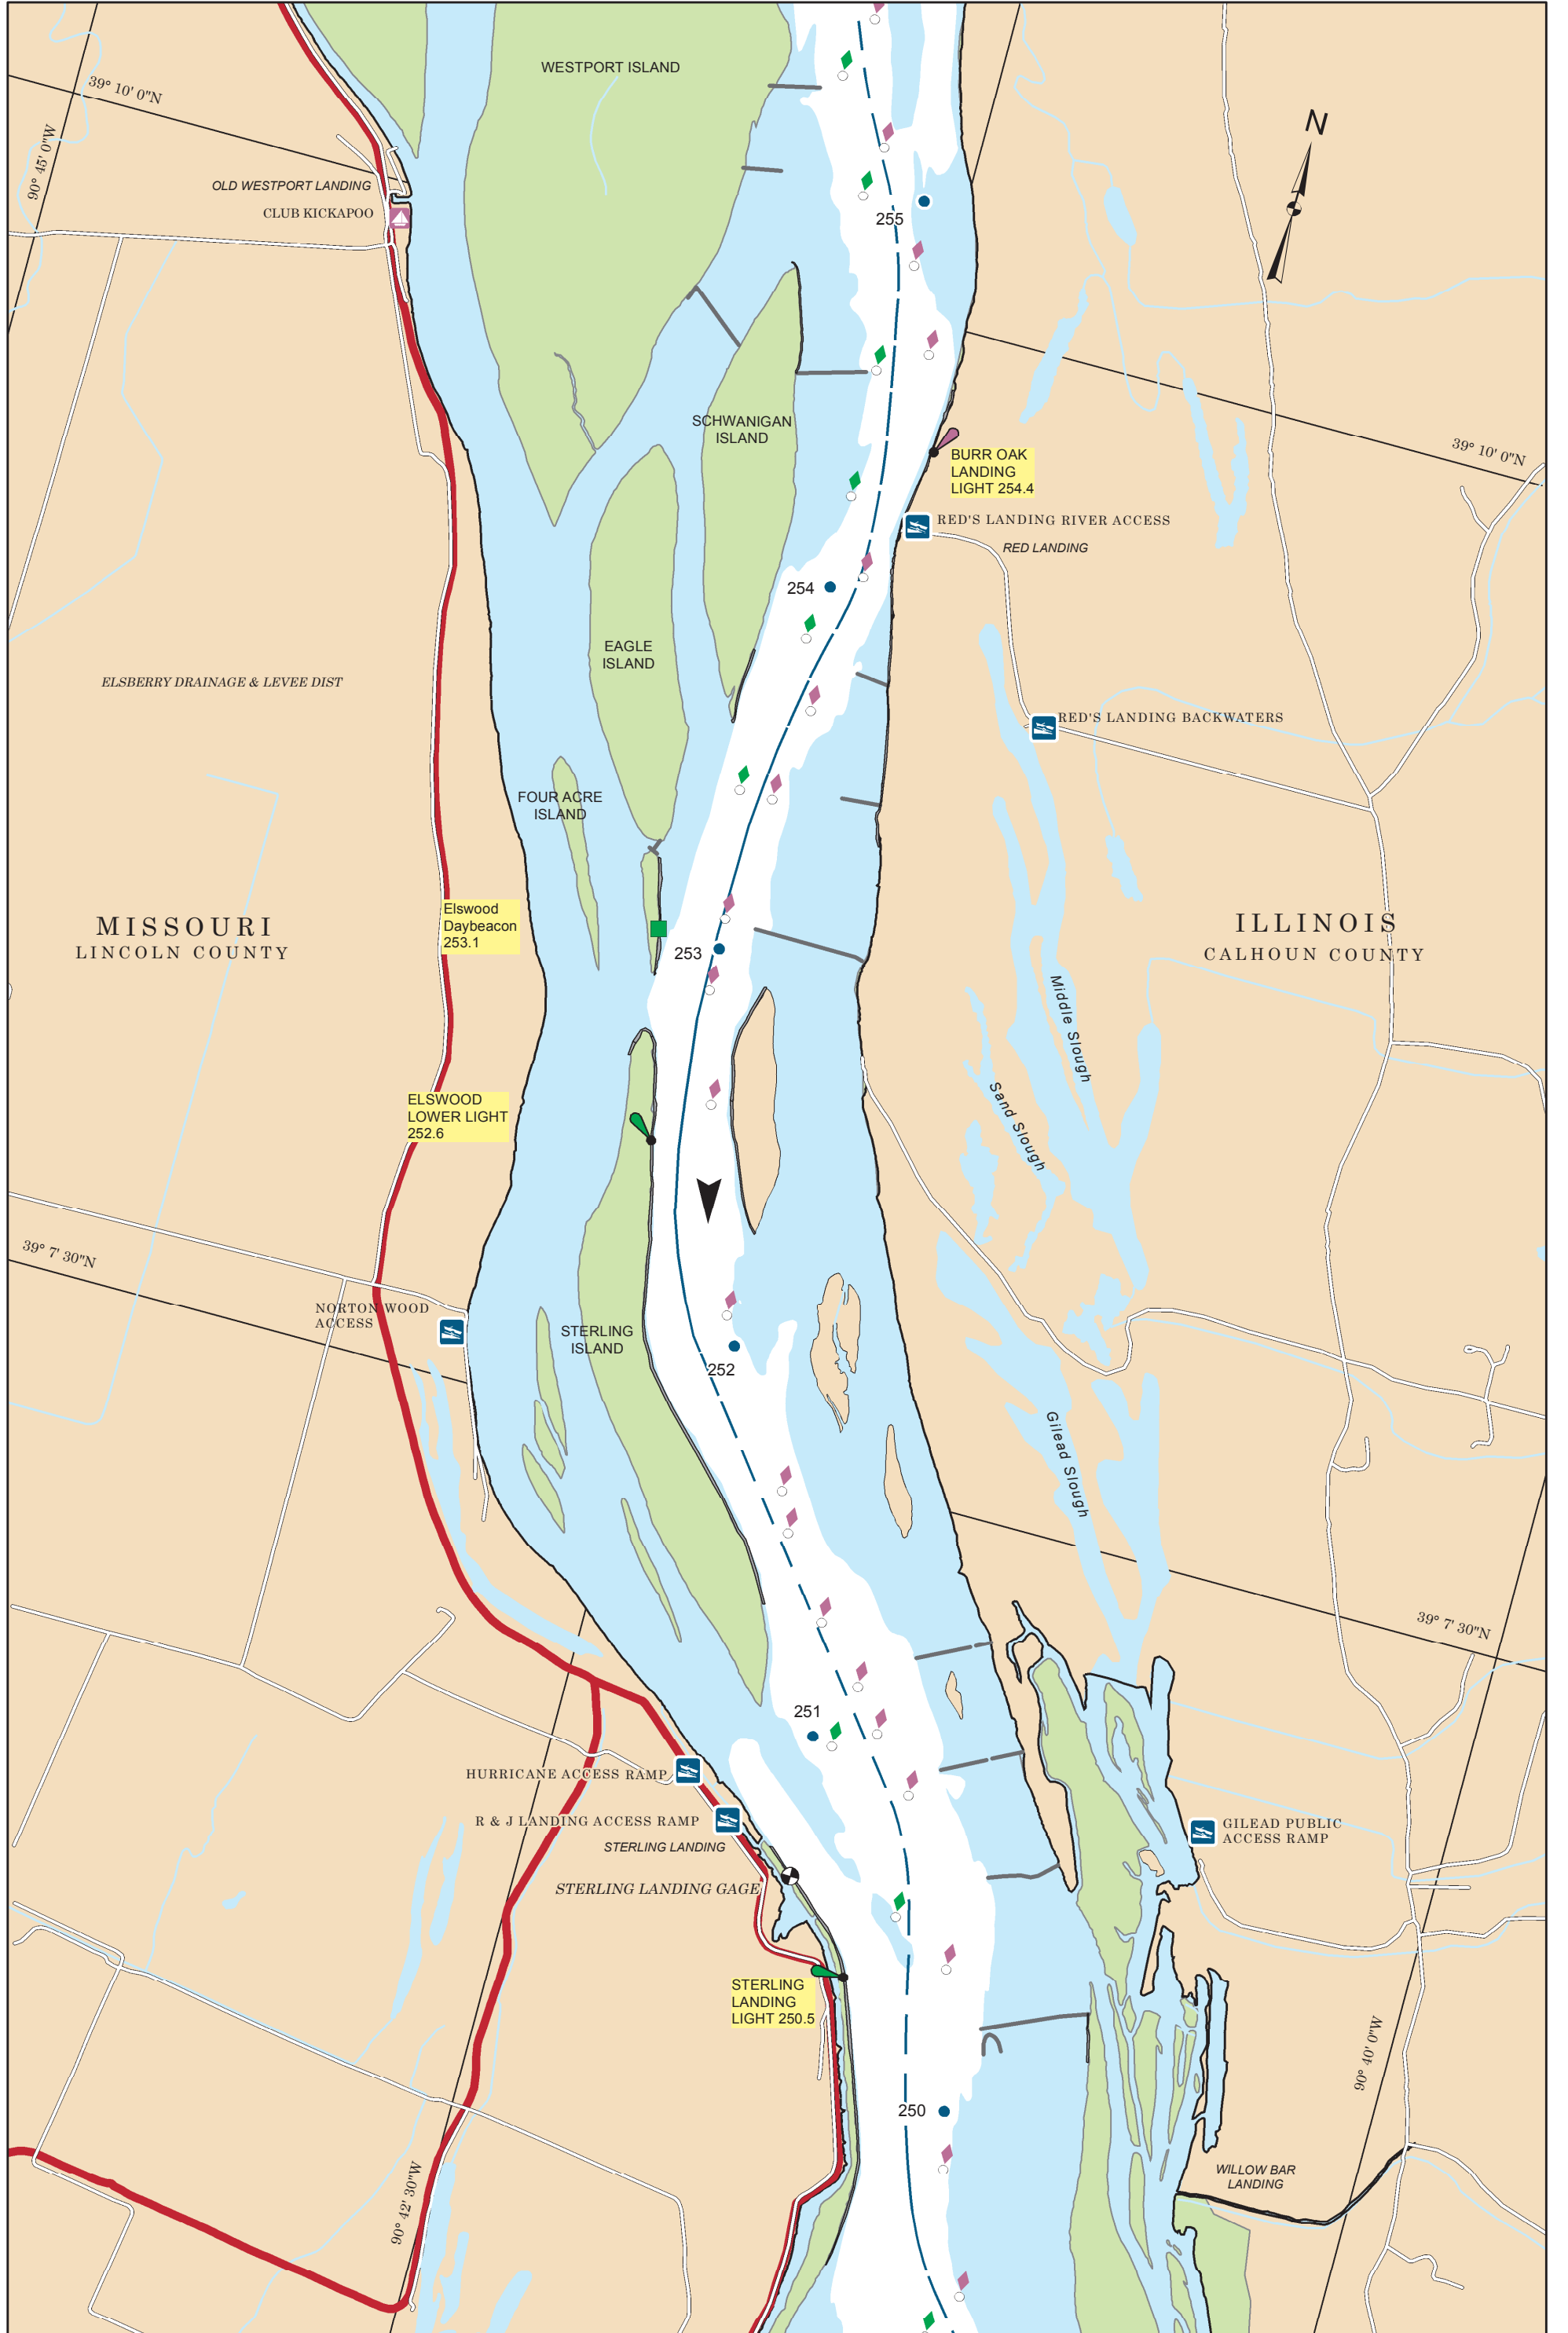 WESTPORT ISLAND
39° 10' 0"N
N
90° 45' 0"W
OLD WESTPORT LANDING
CLUB KICKAPOO
255
SCHWANIGAN
ISLAND
39° 10' 0"N
BURR OAK
LANDING
LIGHT 254.4
RED'S LANDING RIVER ACCESS
RED LANDING
254
EAGLE
ISLAND
ELSBERRY DRAINAGE & LEVEE DIST
RED'S LANDING BACKWATERS
FOUR ACRE
ISLAND
MISSOURI
LINCOLN COUNTY
Elswood
Daybeacon
253.1
253
ILLINOIS
CALHOUN COUNTY
Middle Slough
Sand Slough
ELSWOOD
LOWER LIGHT
252.6
39° 7' 30"N
NORTON WOOD
ACCESS
STERLING
ISLAND
252
Gilead Slough
39° 7' 30"N
251
HURRICANE ACCESS RAMP
R & J LANDING ACCESS RAMP
STERLING LANDING
STERLING LANDING GAGE
GILEAD PUBLIC
ACCESS RAMP
STERLING
LANDING
LIGHT 250.5
90° 40' 0"W
250
WILLOW BAR
LANDING
90° 42' 30"W